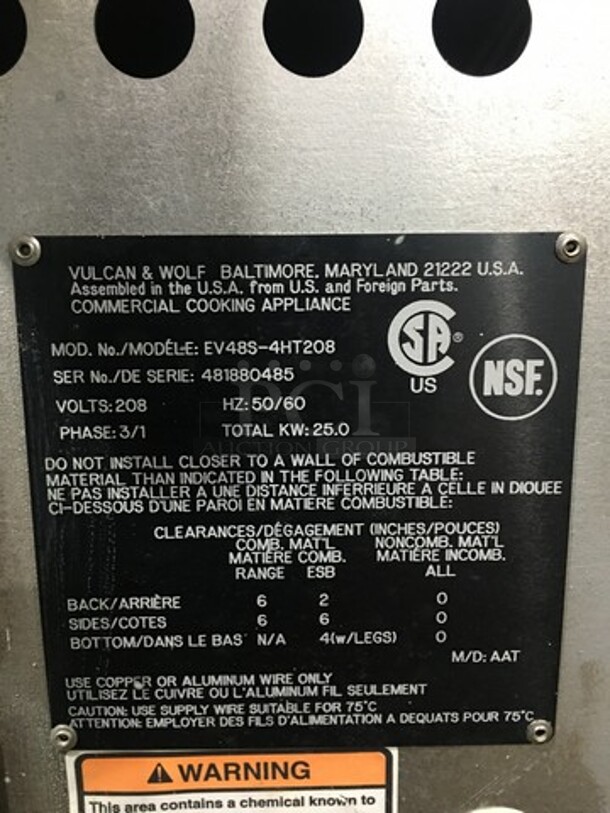 VULCAN & WOLF BALTIMORE, MARYLAND 21222 U.S.A.
Assembled in the U.S.A. from U.S. and Foreign Parts.
COMMERCIAL COOKING APPLIANCE
MOD. No./MODÉLE: EV48S-4HT208
SER No./DE SERIE: 481880485
VOLTS: 208 HZ: 50/60
PHASE: 3/1 TOTAL KW: 25.0
SA®
US
NSF.
PCI
AUCTION GROUP
DO NOT INSTALL CLOSER TO A WALL OF COMBUSTIBLE
MATERIAL THAN INDICATED IN THE FOLLOWING TABLE:
NE PAS INSTALLER A UNE DISTANCE INFERRIEURE A CELLE IN DIOUEE
CI-DESSOUS D'UNE PAROI EN MATIERE COMBUSTIBLE:
CLEARANCES/DÉGAGEMENT (INCHES/POUCES)
COMB. MAT'L NONCOMB. MAT'L
MATIÈRE COMB. MATIÈRE INCOMB.
RANGE ESB ALL
BACK/ARRIÈRE 6 2 0
SIDES/COTES 6 6 0
BOTTOM/DANS LE BAS N/A 4(w/LEGS) 0
M/D: AAT
USE COPPER OR ALUMINUM WIRE ONLY
UTILISEZ LE CUIVRE OU L'ALUMINUM FIL SEULEMENT
CAUTION: USE SUPPLY WIRE SUITABLE FOR 75°C
ATTENTION: EMPLOYER DES FILS D'ALIMENTATION A DEQUATS POUR 75°C
WARNING
This area contains a chemical known to